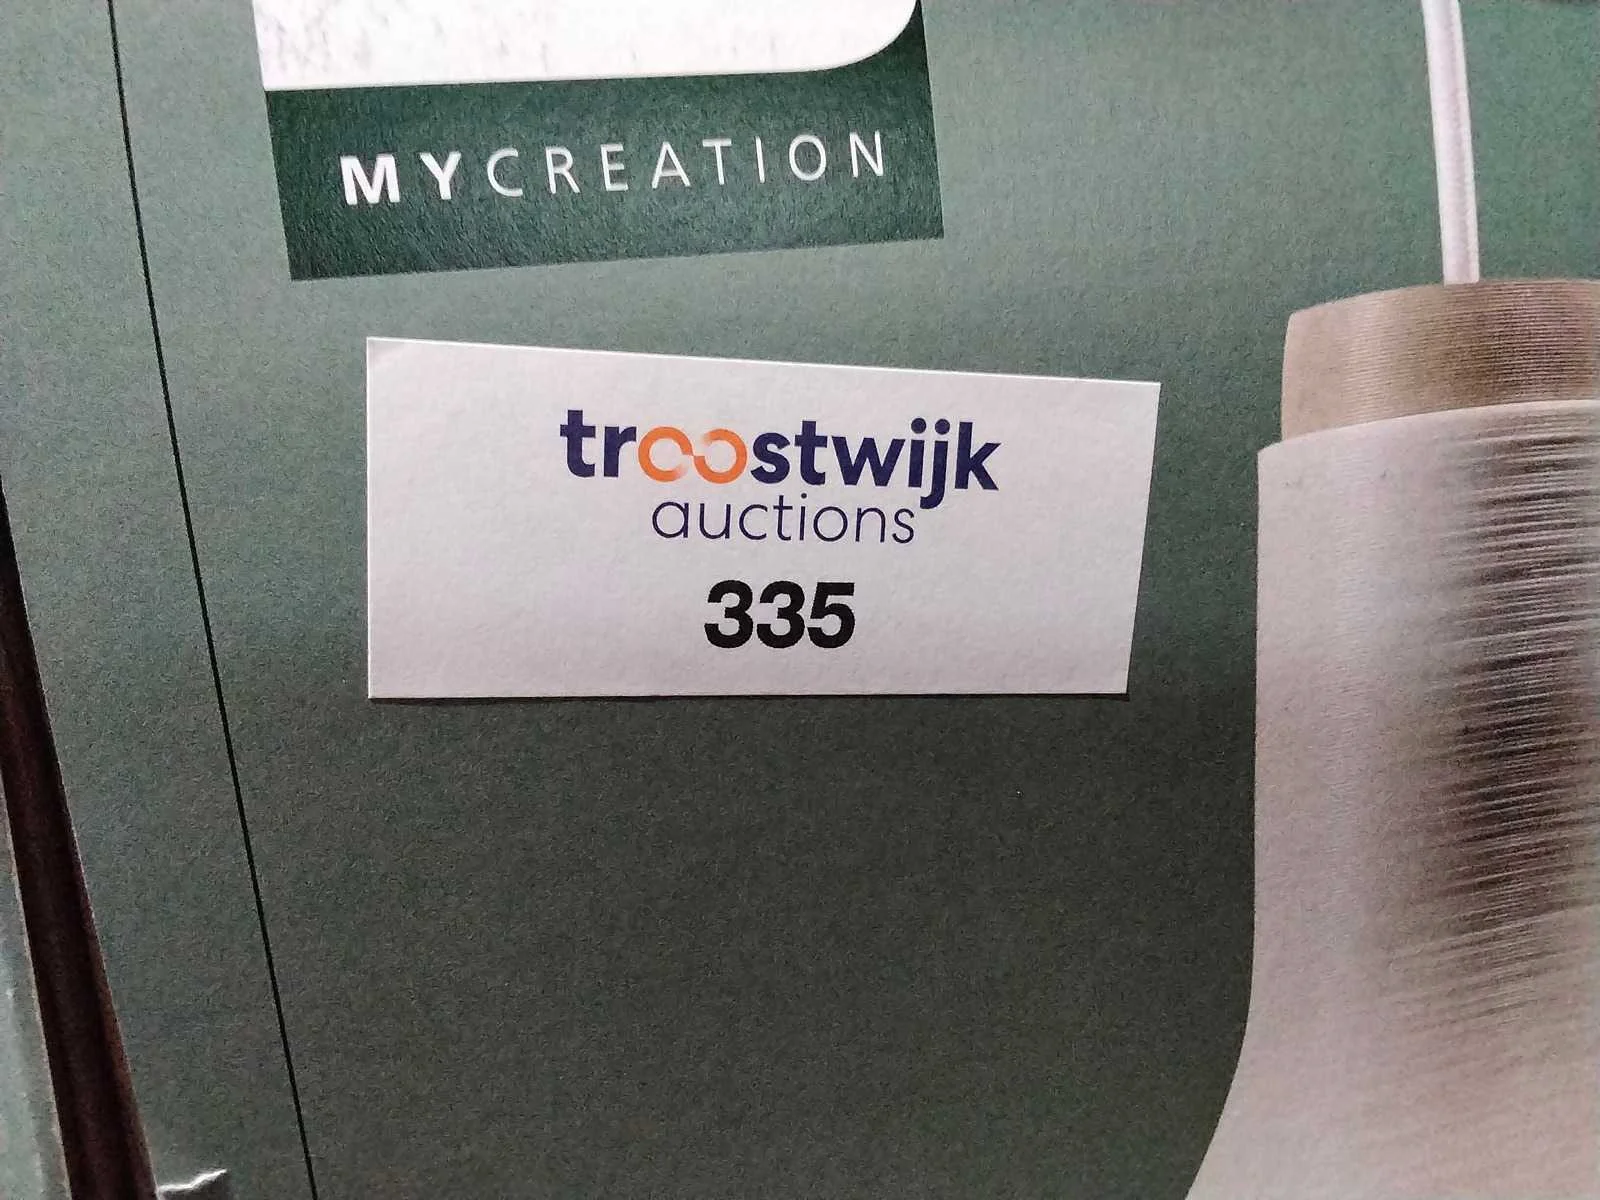 MYCREATION
troostwijk
auctions
335